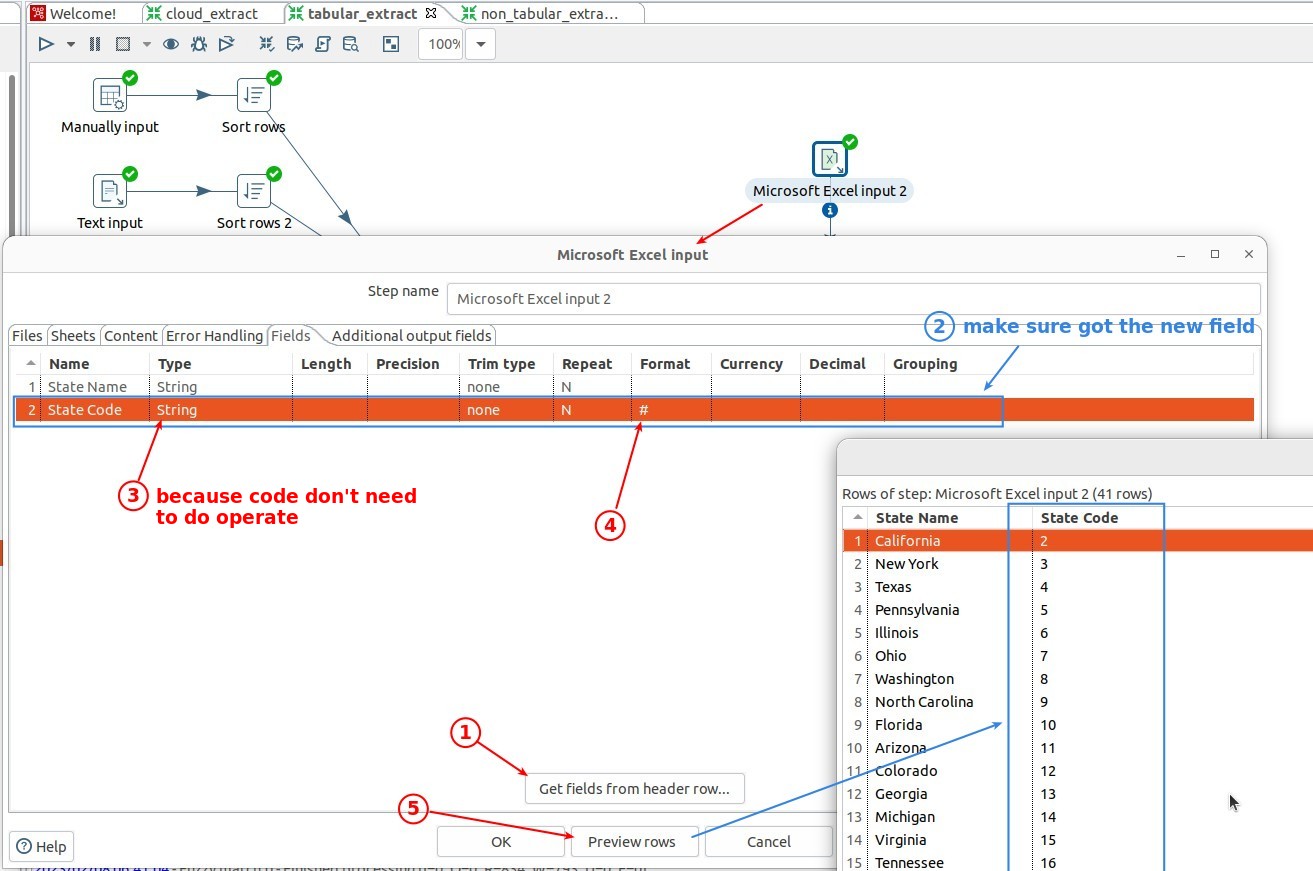 Welcome! cloud_extract tabular_extract non_tabular_extra...
100%
Manually input Sort rows
Text input Sort rows 2
Microsoft Excel input 2
Microsoft Excel input
Step name Microsoft Excel input 2
2 make sure got the new field
Files Sheets Content Error Handling Fields Additional output fields
Name Type Length Precision Trim type Repeat Format Currency Decimal Grouping
1 State Name String none N
2 State Code String none N #
3 because code don't need
to do operate
4
1
Get fields from header row...
5
OK Preview rows Cancel
Help
Rows of step: Microsoft Excel input 2 (41 rows)
State Name State Code
1 California 2
2 New York 3
3 Texas 4
4 Pennsylvania 5
5 Illinois 6
6 Ohio 7
7 Washington 8
8 North Carolina 9
9 Florida 10
10 Arizona 11
11 Colorado 12
12 Georgia 13
13 Michigan 14
14 Virginia 15
15 Tennessee 16